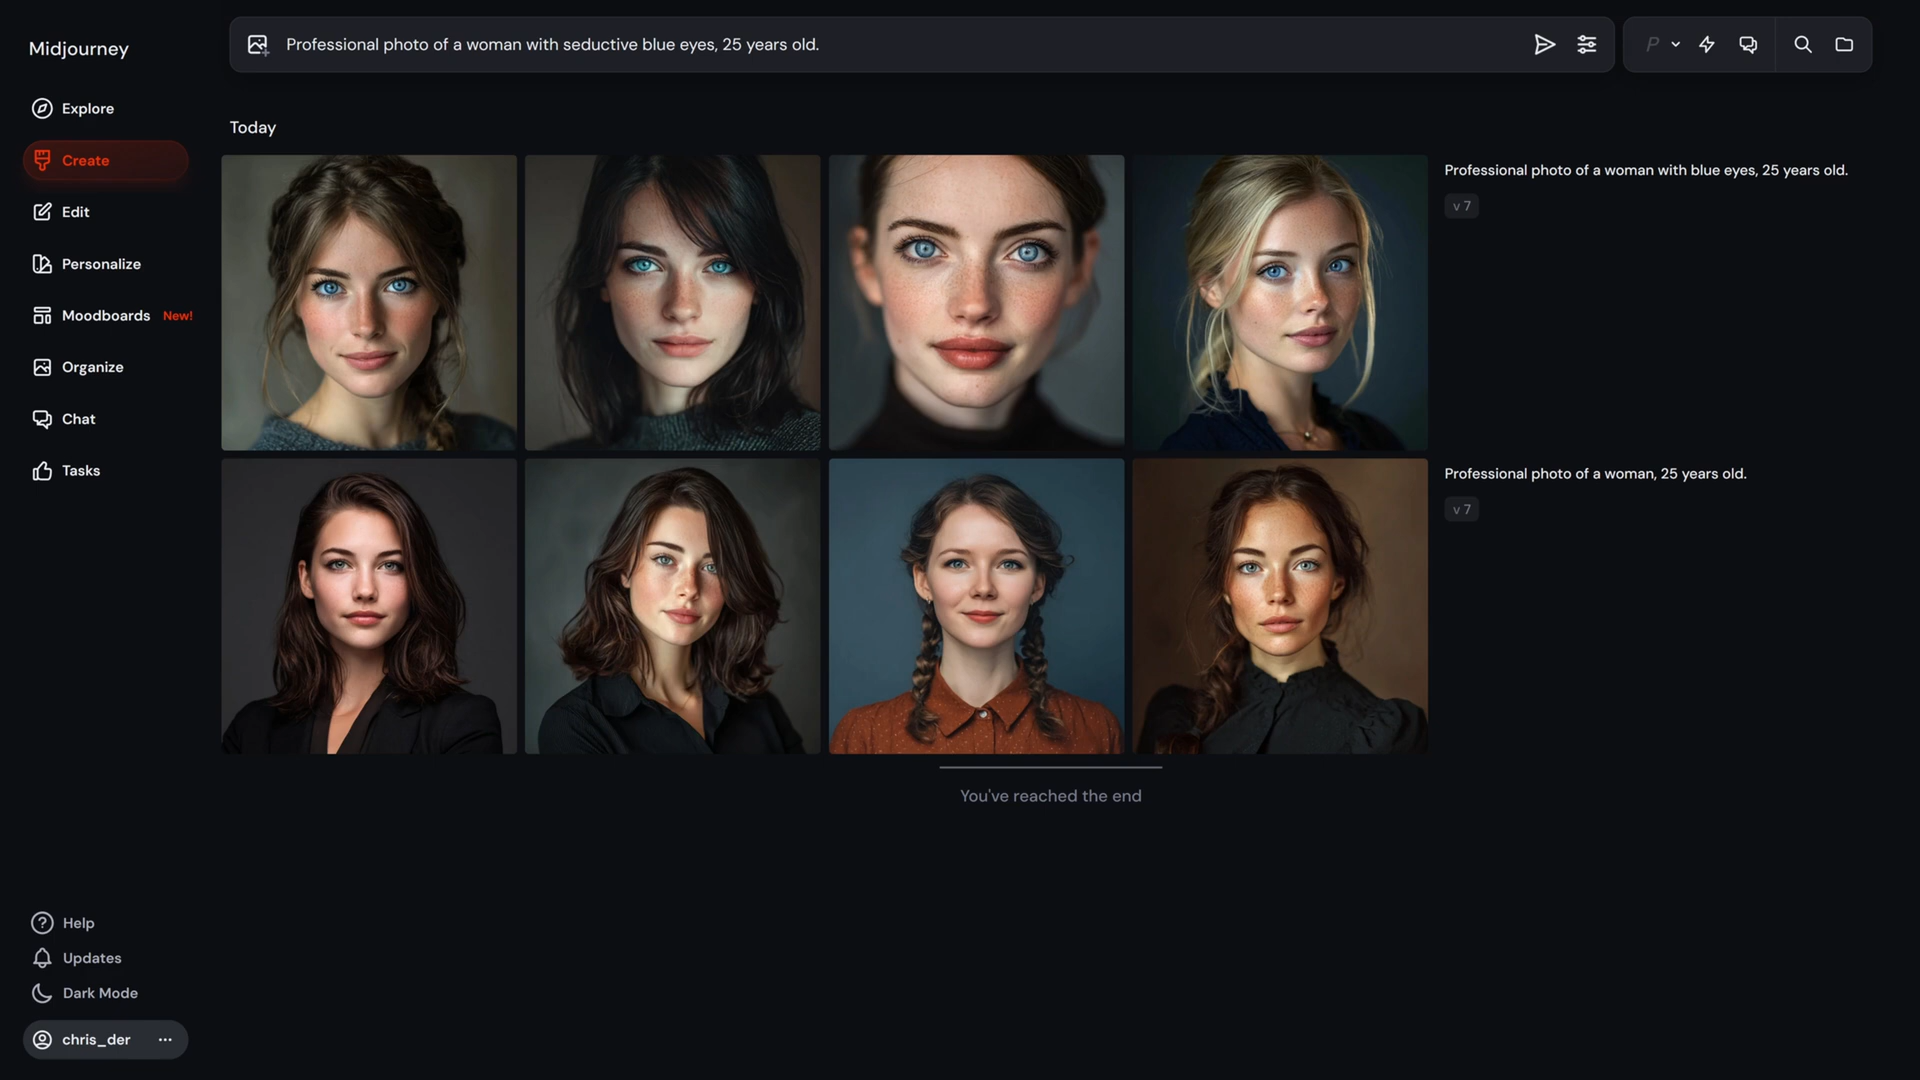 Midjourney
Professional photo of a woman with seductive blue eyes, 25 years old.
P
Explore
Create
Edit
Personalize
Moodboards New!
Organize
Chat
Tasks
Today
Professional photo of a woman with blue eyes, 25 years old.
v 7
Professional photo of a woman, 25 years old.
v 7
You've reached the end
Help
Updates
Dark Mode
chris_der